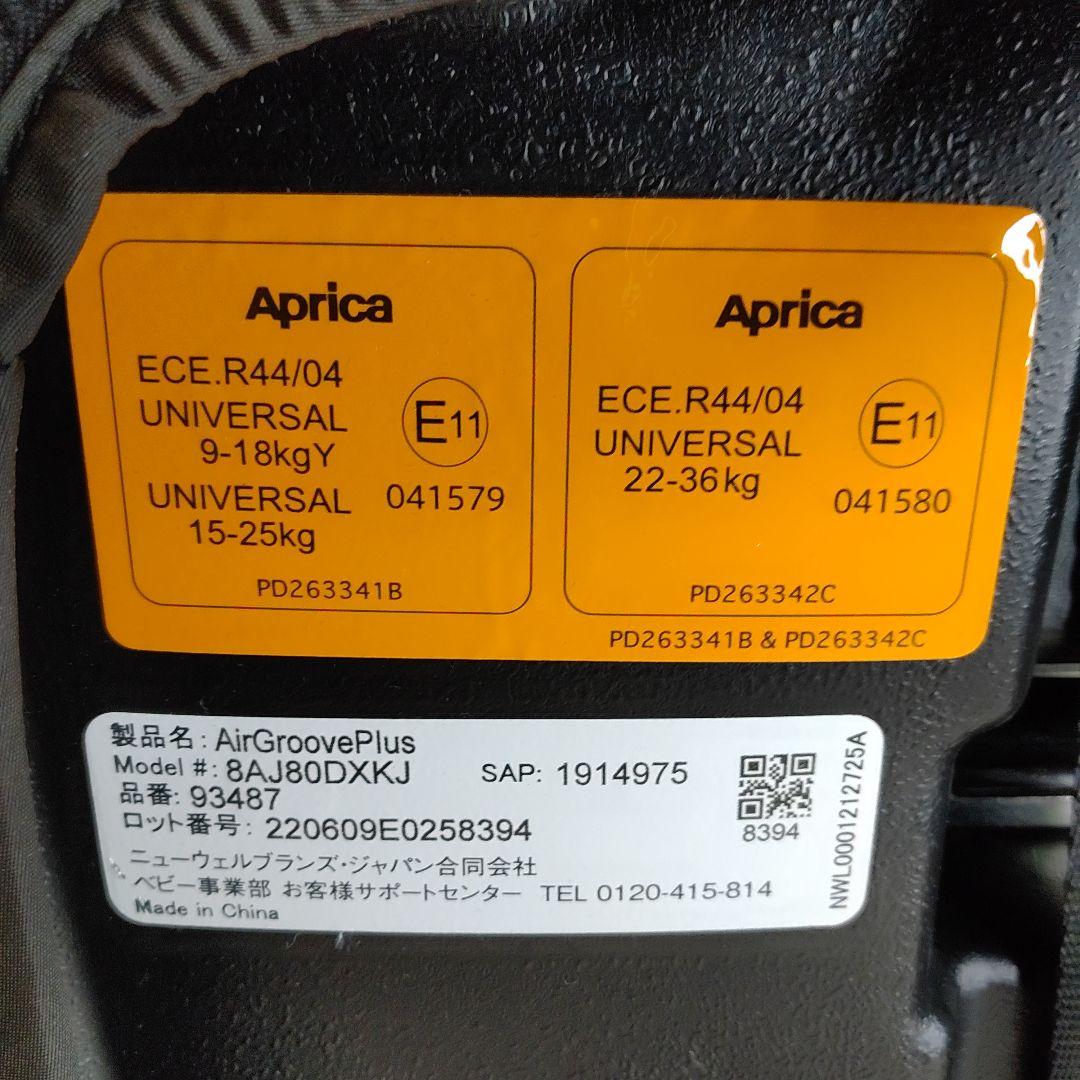 Aprica
ECE.R44/04
UNIVERSAL
9-18kgY
UNIVERSAL
15-25kg
E11
041579
PD263341B
Aprica
ECE.R44/04
UNIVERSAL
22-36kg
E11
041580
PD263342C
PD263341B & PD263342C
製品名: AirGroovePlus
Model #: 8AJ80DXKJ SAP: 1914975
品番: 93487
ロット番号: 220609E0258394
8394
ニューウェルブランズ・ジャパン合同会社
ベビー事業部 お客様サポートセンター TEL 0120-415-814
Made in China
NWL0001212725A